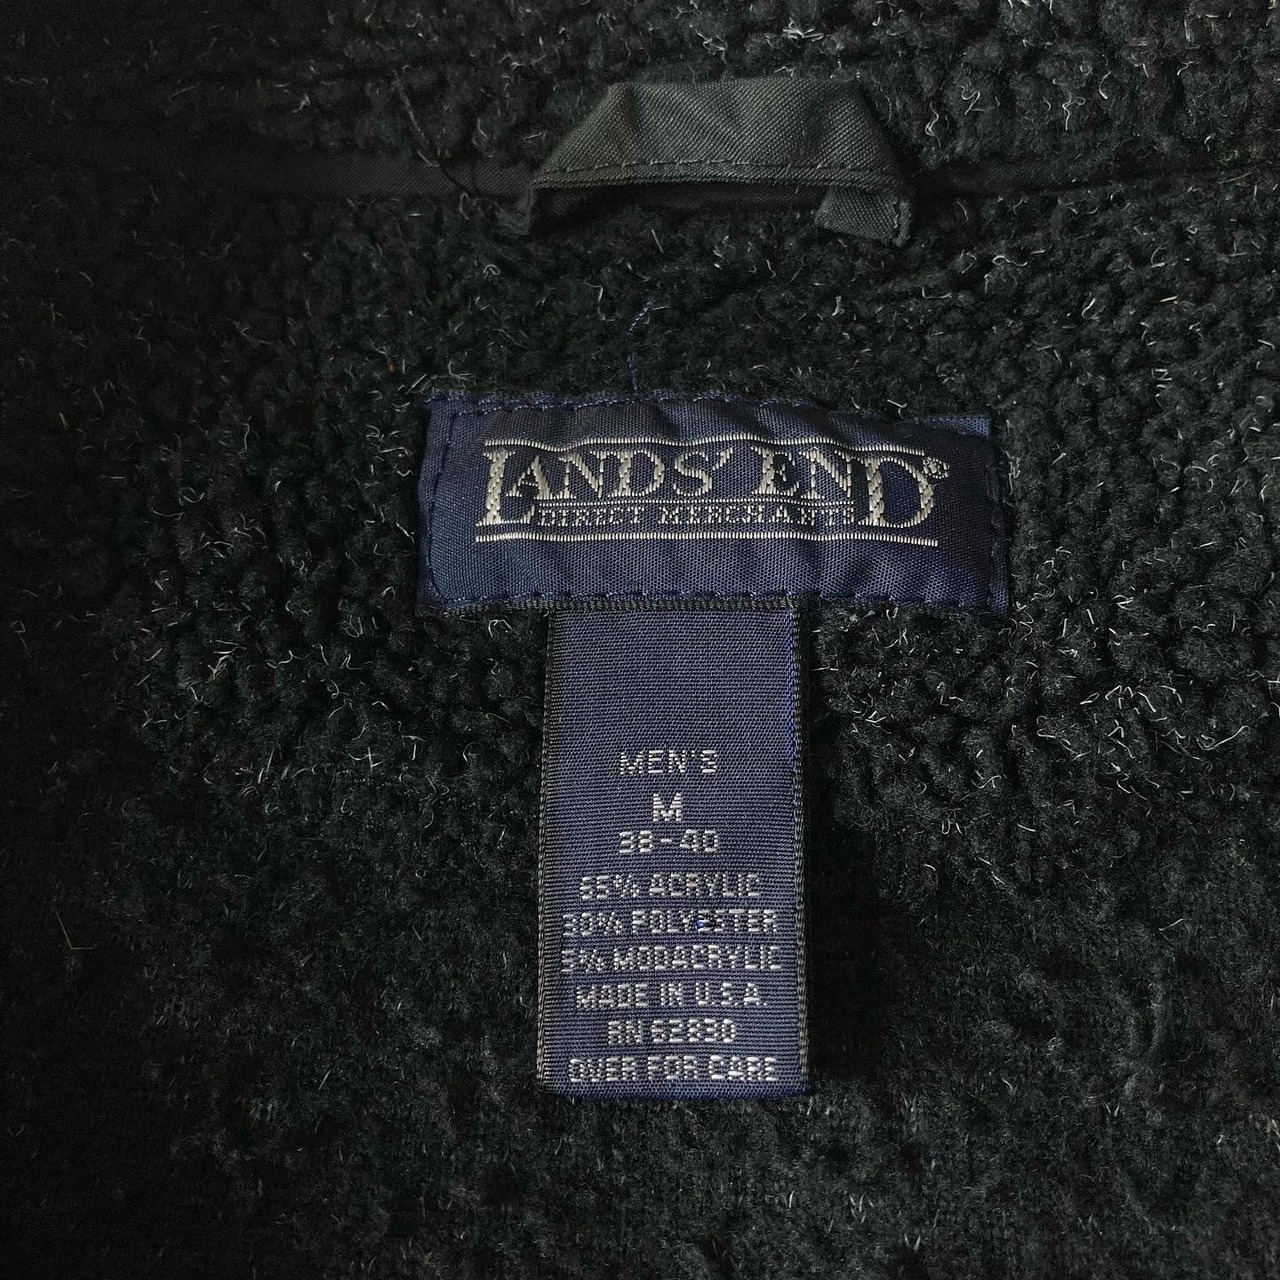 LANDS' END®
DIRECT MERCHANTS
MEN'S
M
38-40
65% ACRYLIC
30% POLYESTER
5% MODACRYLIC
MADE IN U.S.A.
RN 62830
OVER FOR CARE